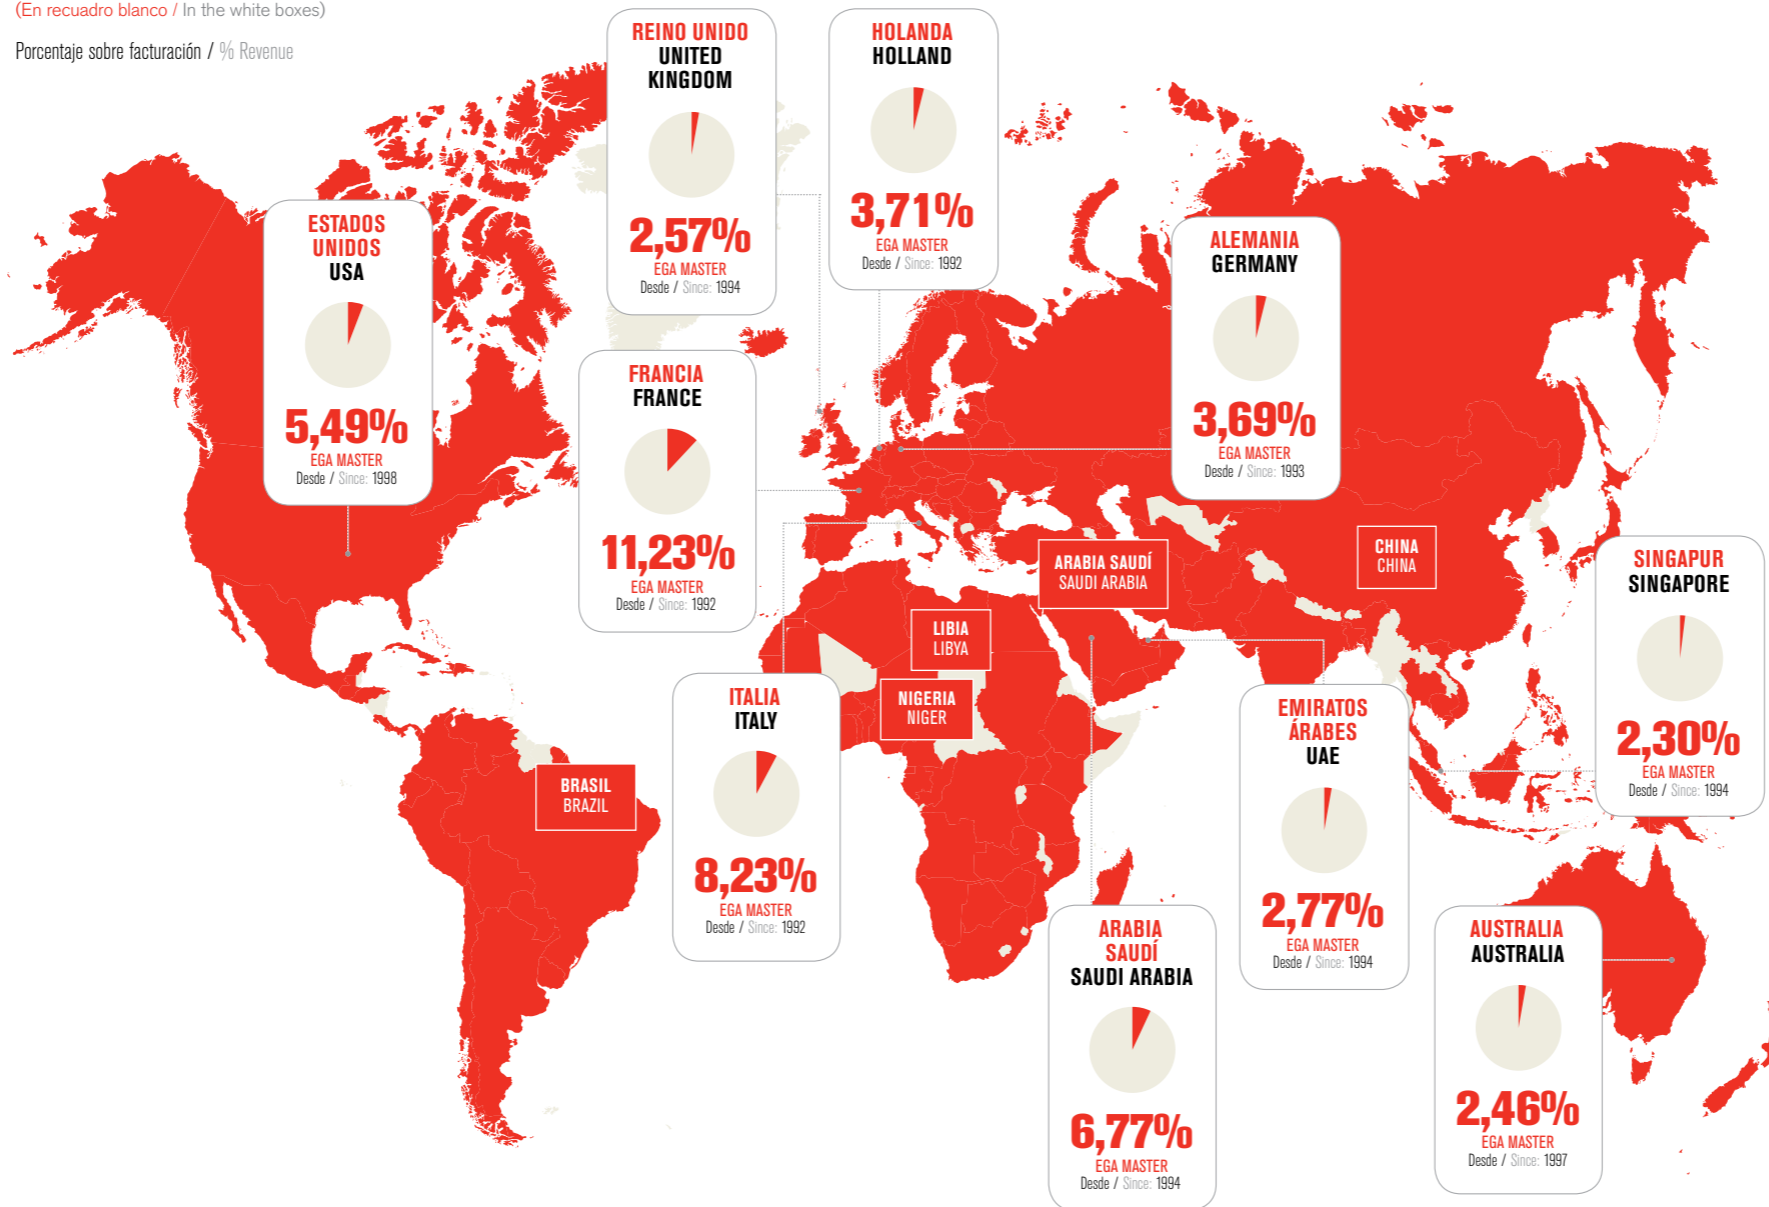 (En recuadro blanco / In the white boxes)
Porcentaje sobre facturación / % Revenue
REINO UNIDO
UNITED
KINGDOM
2,57%
EGA MASTER
Desde / Since: 1994
HOLANDA
HOLLAND
3,71%
EGA MASTER
Desde / Since: 1992
ESTADOS
UNIDOS
USA
5,49%
EGA MASTER
Desde / Since: 1998
ALEMANIA
GERMANY
3,69%
EGA MASTER
Desde / Since: 1993
FRANCIA
FRANCE
11,23%
EGA MASTER
Desde / Since: 1992
CHINA
CHINA
ARABIA SAUDÍ
SAUDI ARABIA
SINGAPUR
SINGAPORE
2,30%
EGA MASTER
Desde / Since: 1994
LIBIA
LIBYA
NIGERIA
NIGER
ITALIA
ITALY
8,23%
EGA MASTER
Desde / Since: 1992
EMIRATOS
ÁRABES
UAE
2,77%
EGA MASTER
Desde / Since: 1994
BRASIL
BRAZIL
ARABIA
SAUDÍ
SAUDI ARABIA
6,77%
EGA MASTER
Desde / Since: 1994
AUSTRALIA
AUSTRALIA
2,46%
EGA MASTER
Desde / Since: 1997